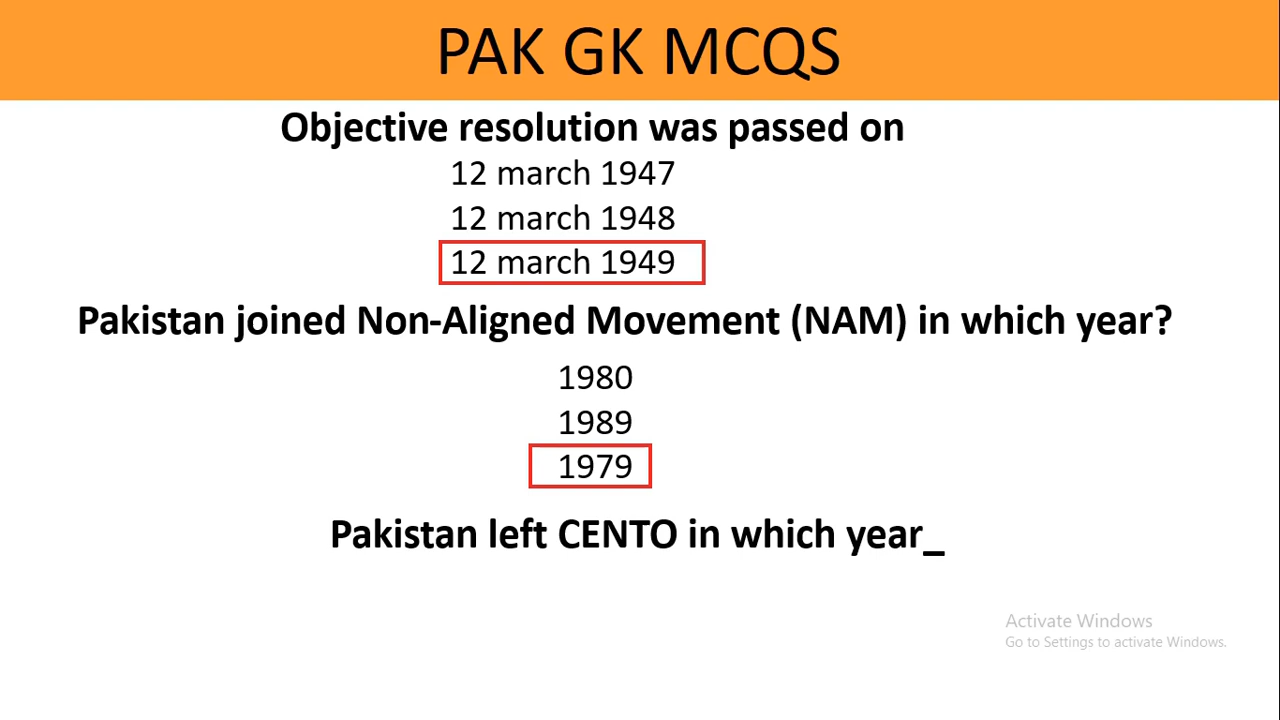 PAK GK MCQS
Objective resolution was passed on
12 march 1947
12 march 1948
12 march 1949
Pakistan joined Non-Aligned Movement (NAM) in which year?
1980
1989
1979
Pakistan left CENTO in which year_
Activate Windows
Go to Settings to activate Windows.